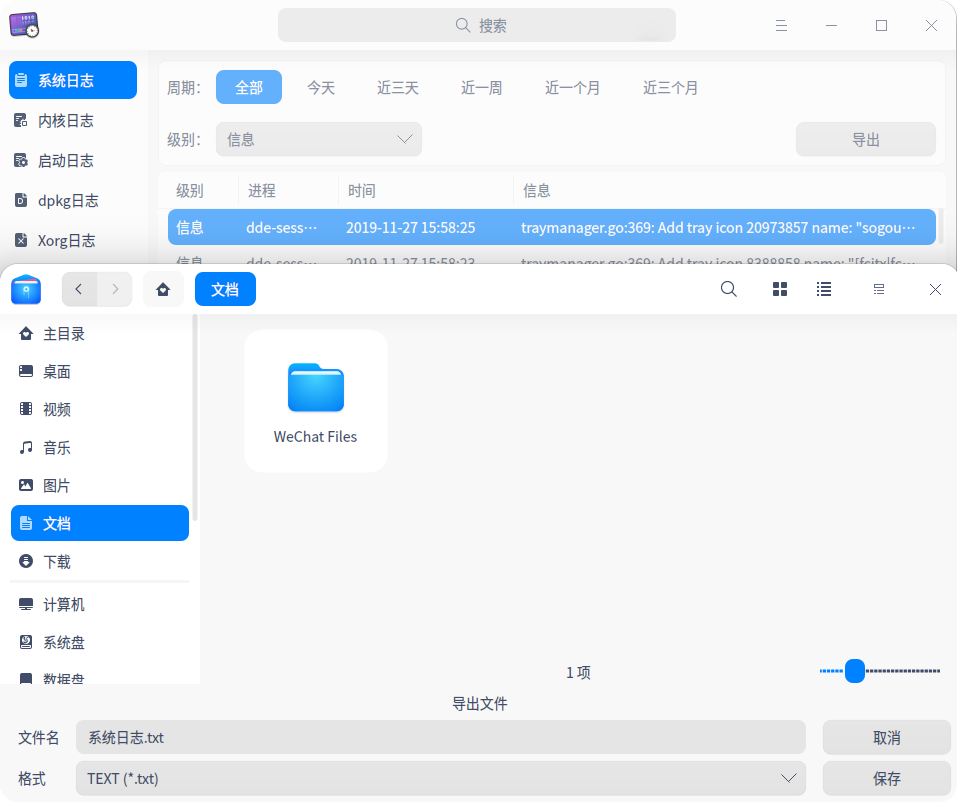 搜索
系统日志
内核日志
启动日志
dpkg日志
Xorg日志
周期： 全部 今天 近三天 近一周 近一个月 近三个月
级别： 信息 导出
级别 进程 时间 信息
信息 dde-sess··· 2019-11-27 15:58:25 traymanager.go:369: Add tray icon 20973857 name: "sogou···
信息 dde-sess··· 2019-11-27 15:58:23 traymanager.go:369: Add tray icon 8388858 name: "[fcitx]fc···
文档
主目录
桌面
视频
音乐
图片
文档
下载
计算机
系统盘
数据盘
WeChat Files
1 项
导出文件
文件名 系统日志.txt 取消
格式 TEXT (*.txt) 保存